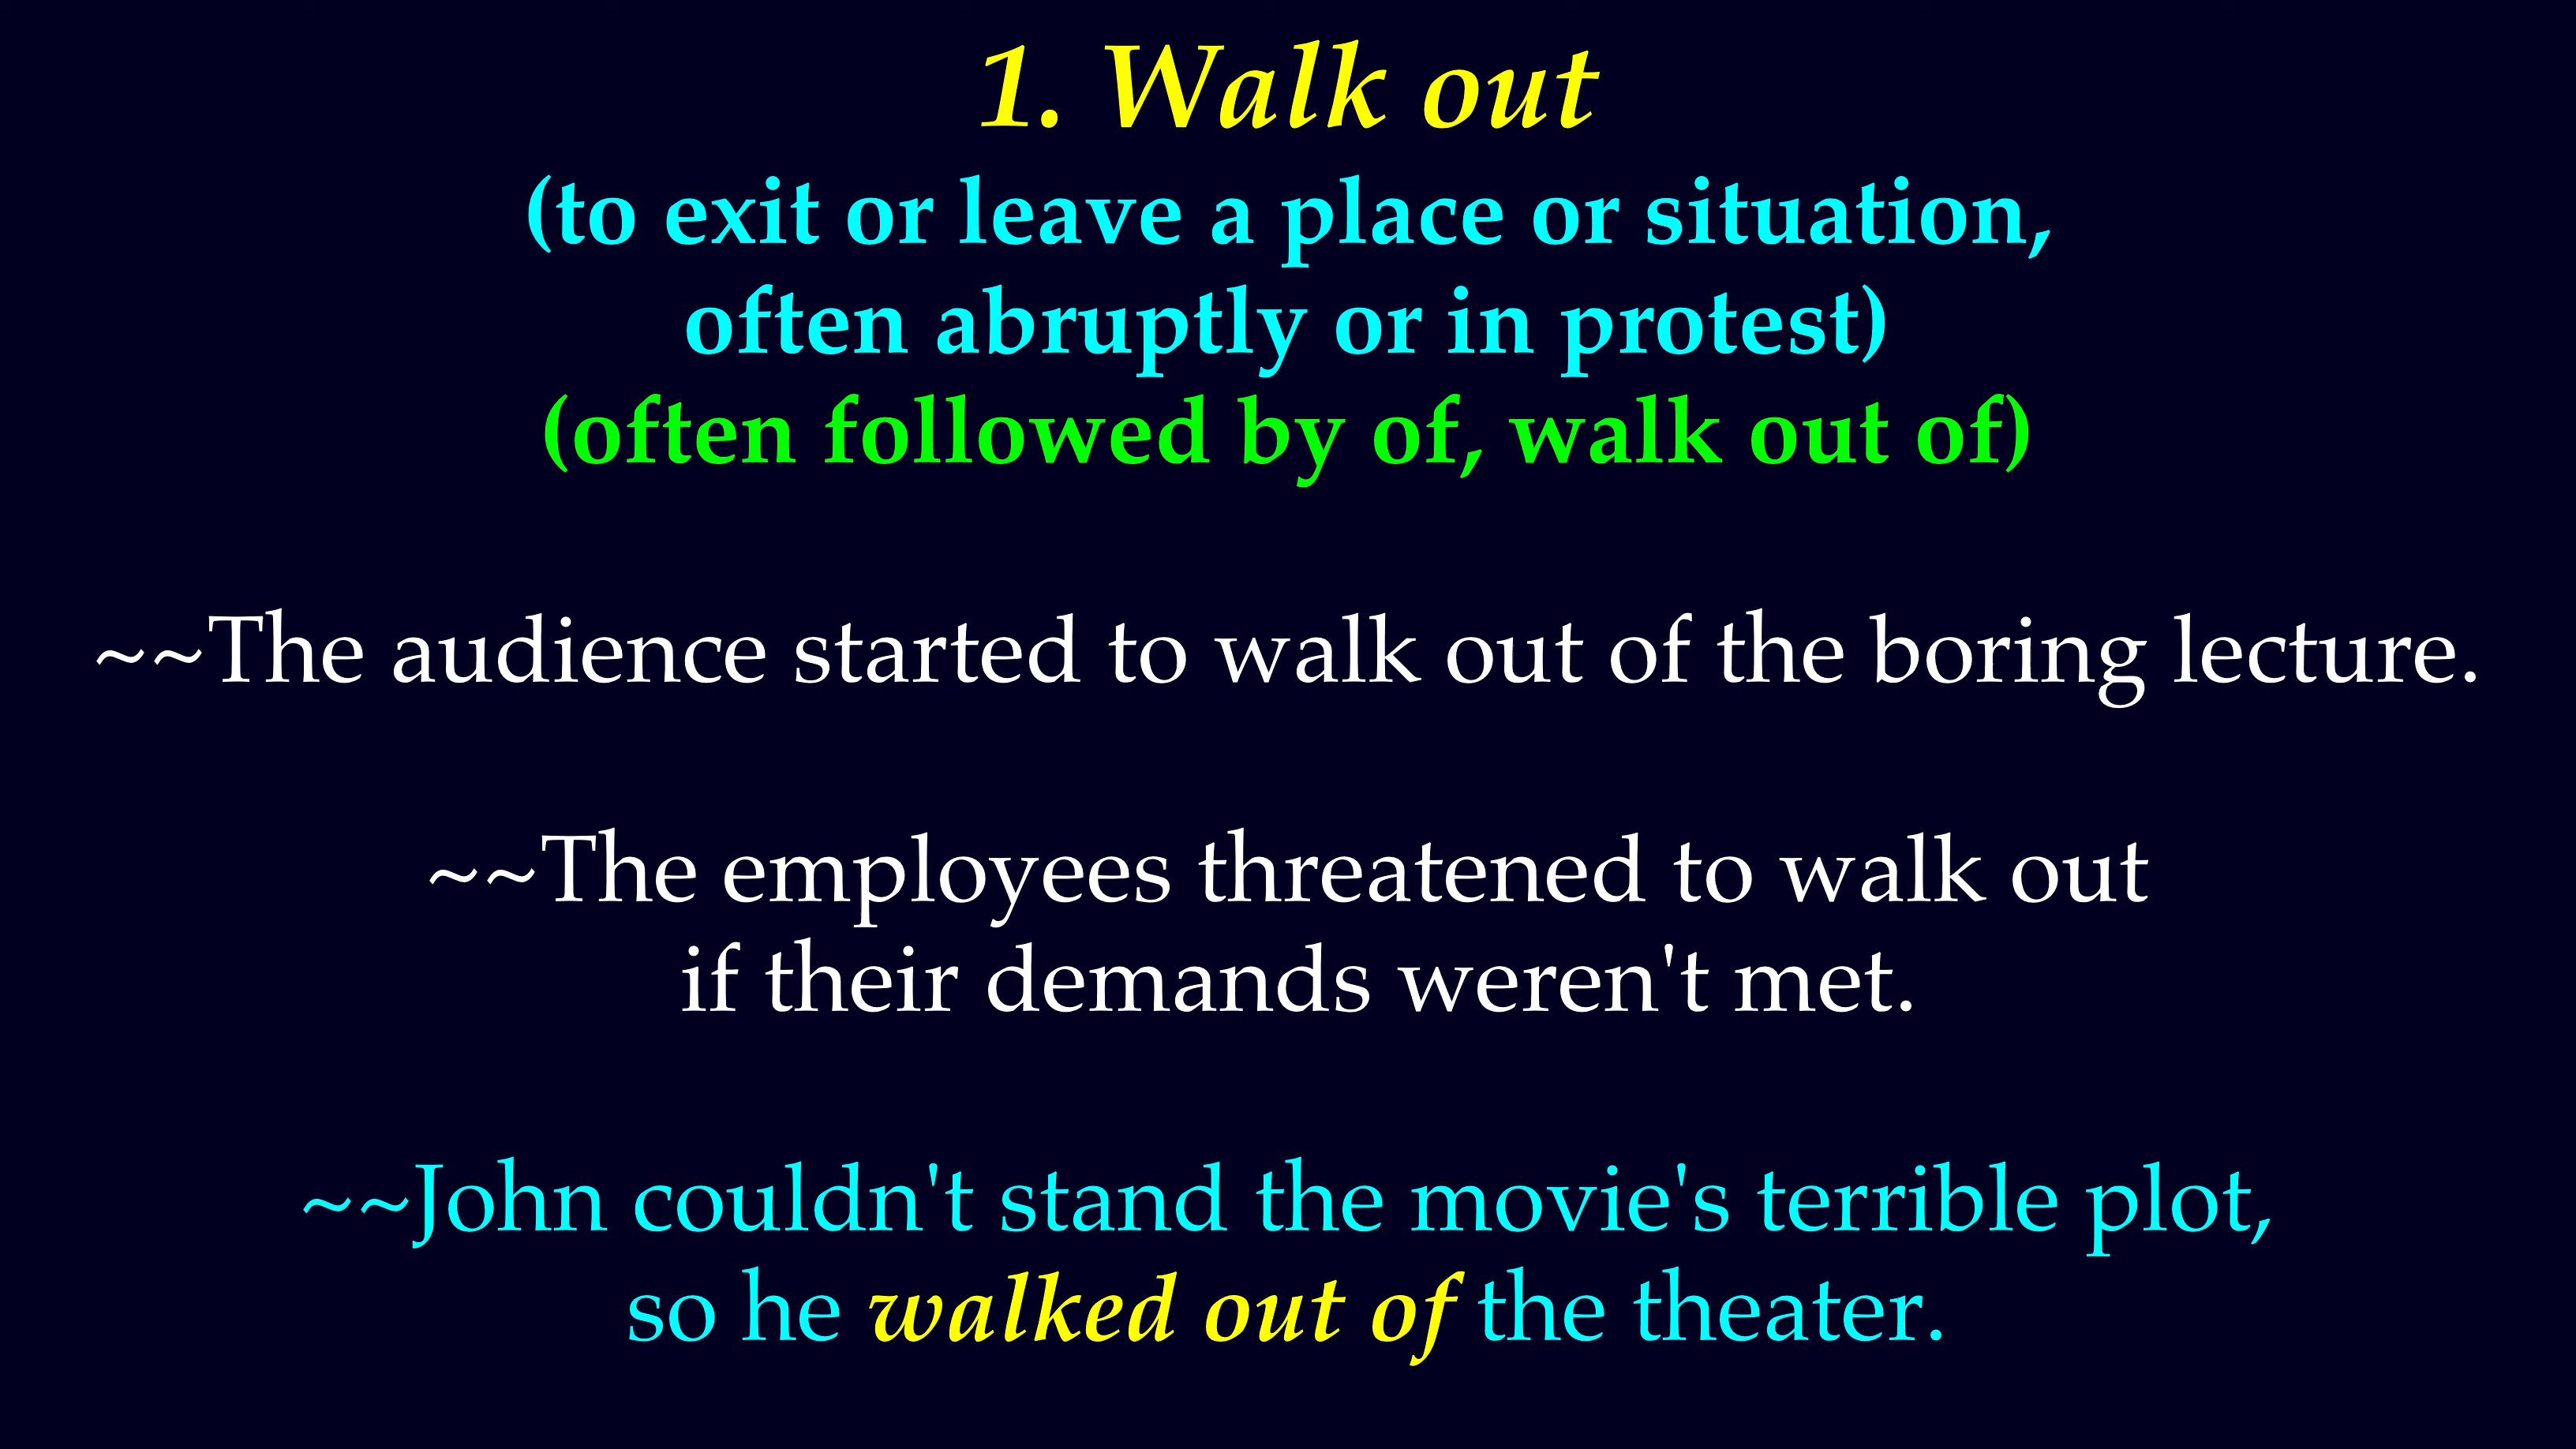 1. Walk out
(to exit or leave a place or situation,
often abruptly or in protest)
(often followed by of, walk out of)
~~The audience started to walk out of the boring lecture.
~~The employees threatened to walk out
if their demands weren't met.
~~John couldn't stand the movie's terrible plot,
so he walked out of the theater.